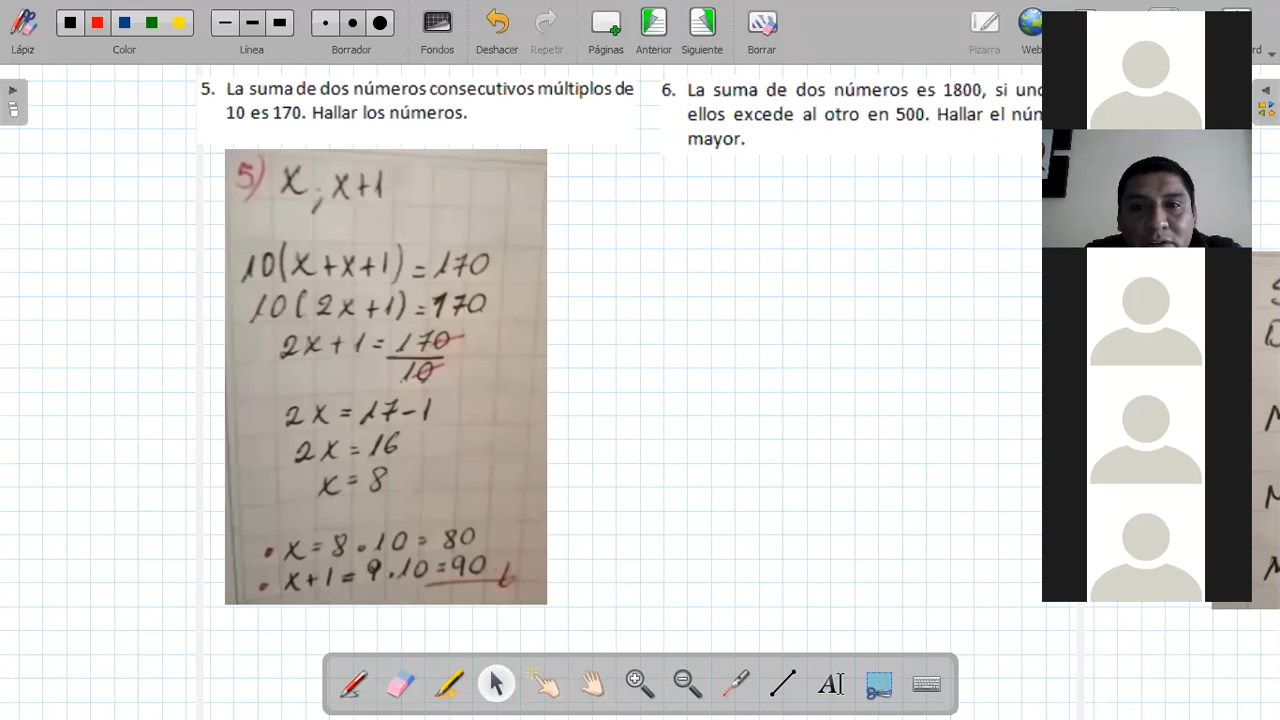 Lápiz
Color
Línea
Borrador
Fondos
Deshacer
Repetir
Páginas
Anterior
Siguiente
Borrar
Pizarra
Web
5. La suma de dos números consecutivos múltiplos de
10 es 170. Hallar los números.
6. La suma de dos números es 1800, si
ellos excede al otro en 500. Hallar el
mayor.
5) x ; x+1
10(x+x+1) = 170
10(2x+1) = 170
2x+1 = 170/10
2x = 17-1
2x = 16
x = 8
• x = 8 . 10 = 80
• x+1 = 9 . 10 = 90
AI